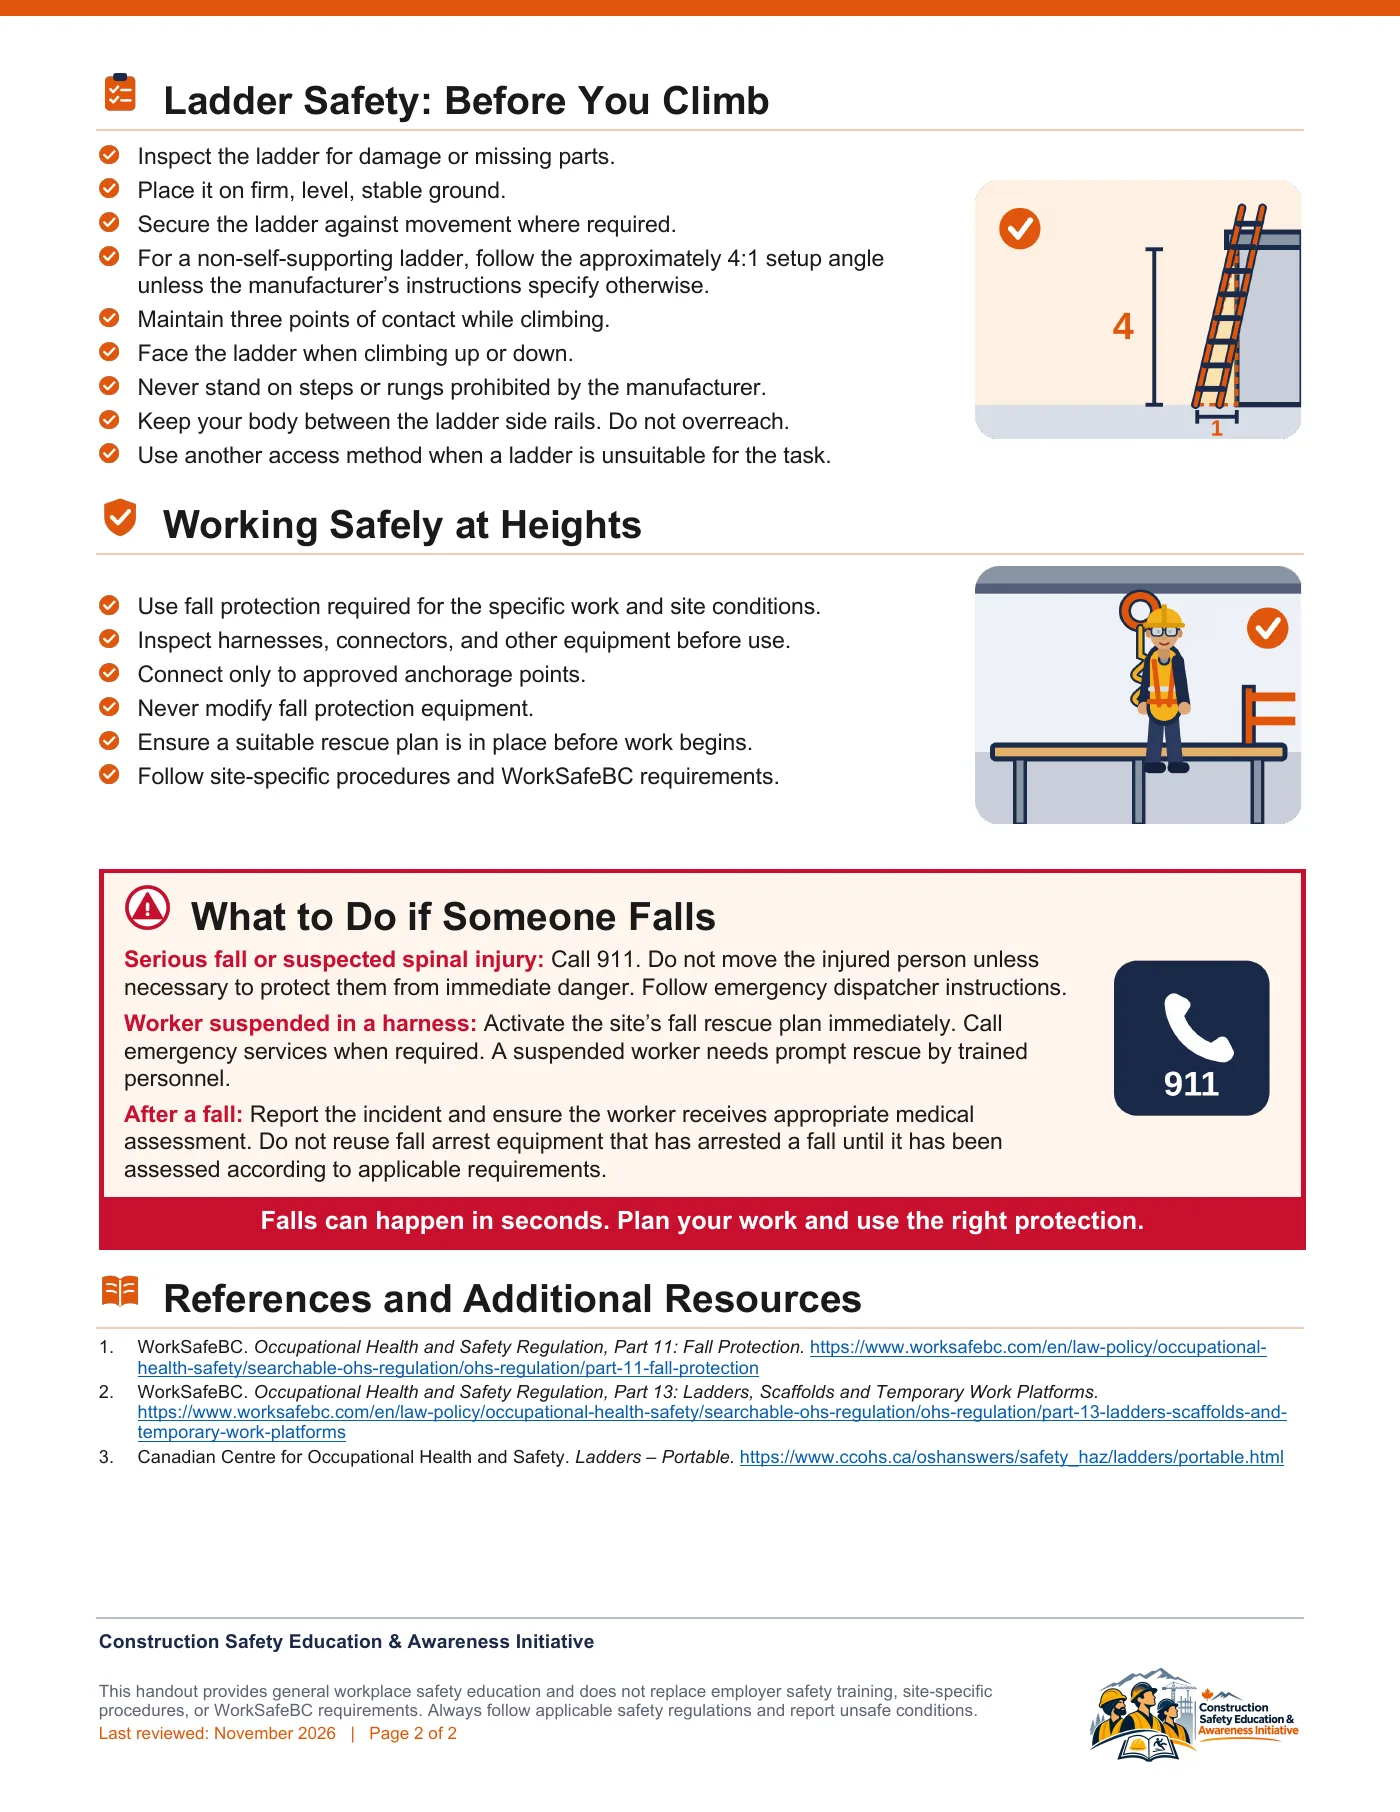 Ladder Safety: Before You Climb
Inspect the ladder for damage or missing parts.
Place it on firm, level, stable ground.
Secure the ladder against movement where required.
For a non-self-supporting ladder, follow the approximately 4:1 setup angle
unless the manufacturer’s instructions specify otherwise.
Maintain three points of contact while climbing.
Face the ladder when climbing up or down.
Never stand on steps or rungs prohibited by the manufacturer.
Keep your body between the ladder side rails. Do not overreach.
Use another access method when a ladder is unsuitable for the task.
4
1
Working Safely at Heights
Use fall protection required for the specific work and site conditions.
Inspect harnesses, connectors, and other equipment before use.
Connect only to approved anchorage points.
Never modify fall protection equipment.
Ensure a suitable rescue plan is in place before work begins.
Follow site-specific procedures and WorkSafeBC requirements.
What to Do if Someone Falls
Serious fall or suspected spinal injury: Call 911. Do not move the injured person unless
necessary to protect them from immediate danger. Follow emergency dispatcher instructions.
Worker suspended in a harness: Activate the site’s fall rescue plan immediately. Call
emergency services when required. A suspended worker needs prompt rescue by trained
personnel.
After a fall: Report the incident and ensure the worker receives appropriate medical
assessment. Do not reuse fall arrest equipment that has arrested a fall until it has been
assessed according to applicable requirements.
911
Falls can happen in seconds. Plan your work and use the right protection.
References and Additional Resources
1. WorkSafeBC. Occupational Health and Safety Regulation, Part 11: Fall Protection. https://www.worksafebc.com/en/law-policy/occupational-
health-safety/searchable-ohs-regulation/ohs-regulation/part-11-fall-protection
2. WorkSafeBC. Occupational Health and Safety Regulation, Part 13: Ladders, Scaffolds and Temporary Work Platforms.
https://www.worksafebc.com/en/law-policy/occupational-health-safety/searchable-ohs-regulation/ohs-regulation/part-13-ladders-scaffolds-and-
temporary-work-platforms
3. Canadian Centre for Occupational Health and Safety. Ladders – Portable. https://www.ccohs.ca/oshanswers/safety_haz/ladders/portable.html
Construction Safety Education & Awareness Initiative
This handout provides general workplace safety education and does not replace employer safety training, site-specific
procedures, or WorkSafeBC requirements. Always follow applicable safety regulations and report unsafe conditions.
Last reviewed: November 2026 | Page 2 of 2
Construction
Safety Education &
Awareness Initiative